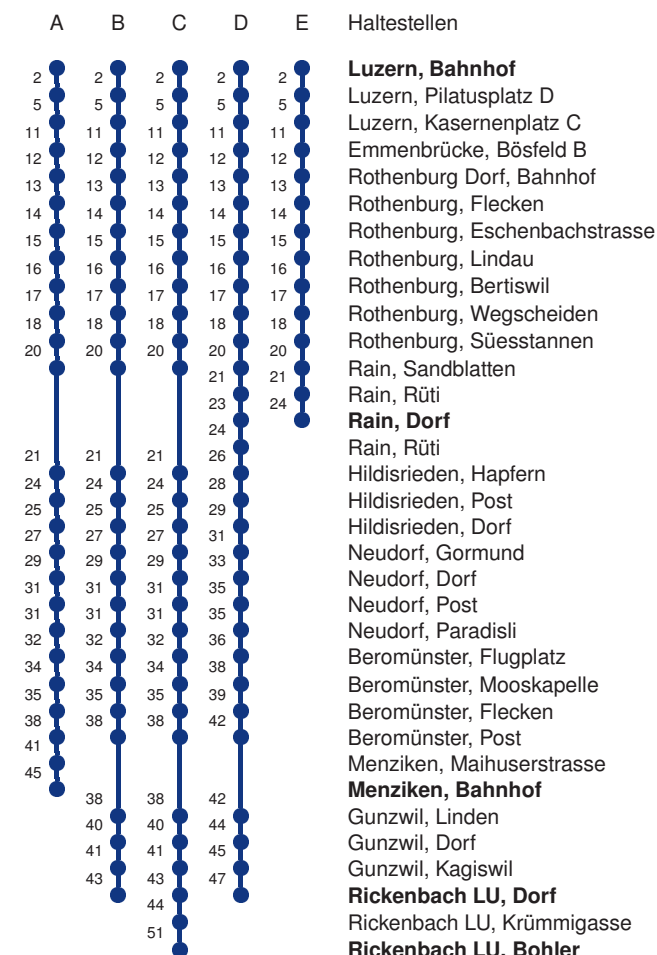 A B C D E Haltestellen
2 2 2 2 2 Luzern, Bahnhof
5 5 5 5 5 Luzern, Pilatusplatz D
11 11 11 11 11 Luzern, Kasernenplatz C
12 12 12 12 12 Emmenbrücke, Bösfeld B
13 13 13 13 13 Rothenburg Dorf, Bahnhof
14 14 14 14 14 Rothenburg, Flecken
15 15 15 15 15 Rothenburg, Eschenbachstrasse
16 16 16 16 16 Rothenburg, Lindau
17 17 17 17 17 Rothenburg, Bertiswil
18 18 18 18 18 Rothenburg, Wegscheiden
20 20 20 20 20 Rothenburg, Süesstannen
21 21 Rain, Sandblatten
23 24 Rain, Rüti
24 Rain, Dorf
21 21 21 26 Rain, Rüti
24 24 24 28 Hildisrieden, Hapfern
25 25 25 29 Hildisrieden, Post
27 27 27 31 Hildisrieden, Dorf
29 29 29 33 Neudorf, Gormund
31 31 31 35 Neudorf, Dorf
31 31 31 35 Neudorf, Post
32 32 32 36 Neudorf, Paradisli
34 34 34 38 Beromünster, Flugplatz
35 35 35 39 Beromünster, Mooskapelle
38 38 38 42 Beromünster, Flecken
41 Beromünster, Post
45 Menziken, Maihuserstrasse
38 38 42 Menziken, Bahnhof
40 40 44 Gunzwil, Linden
41 41 45 Gunzwil, Dorf
43 43 47 Gunzwil, Kagiswil
44 Rickenbach LU, Dorf
51 Rickenbach LU, Krümmigasse
Rickenbach LU, Bohler